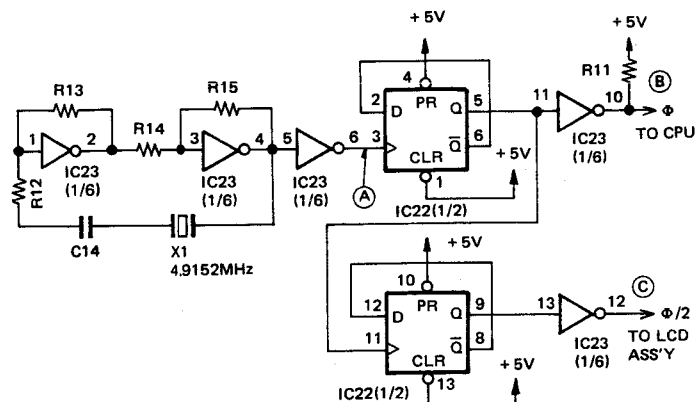 + 5V
+ 5V
R11
B
Φ
TO CPU
4
PR
2
D
Q
5
11
10
IC23
(1/6)
R13
R15
R14
1
2
IC23
(1/6)
3
4
IC23
(1/6)
5
6
IC23
(1/6)
A
3
Q
6
CLR
1
+ 5V
IC22(1/2)
R12
C14
X1
4.9152MHz
+ 5V
10
PR
12
D
Q
9
13
12
C
Φ/2
TO LCD
ASS'Y
IC23
(1/6)
11
Q
8
CLR
13
IC22(1/2)
+ 5V